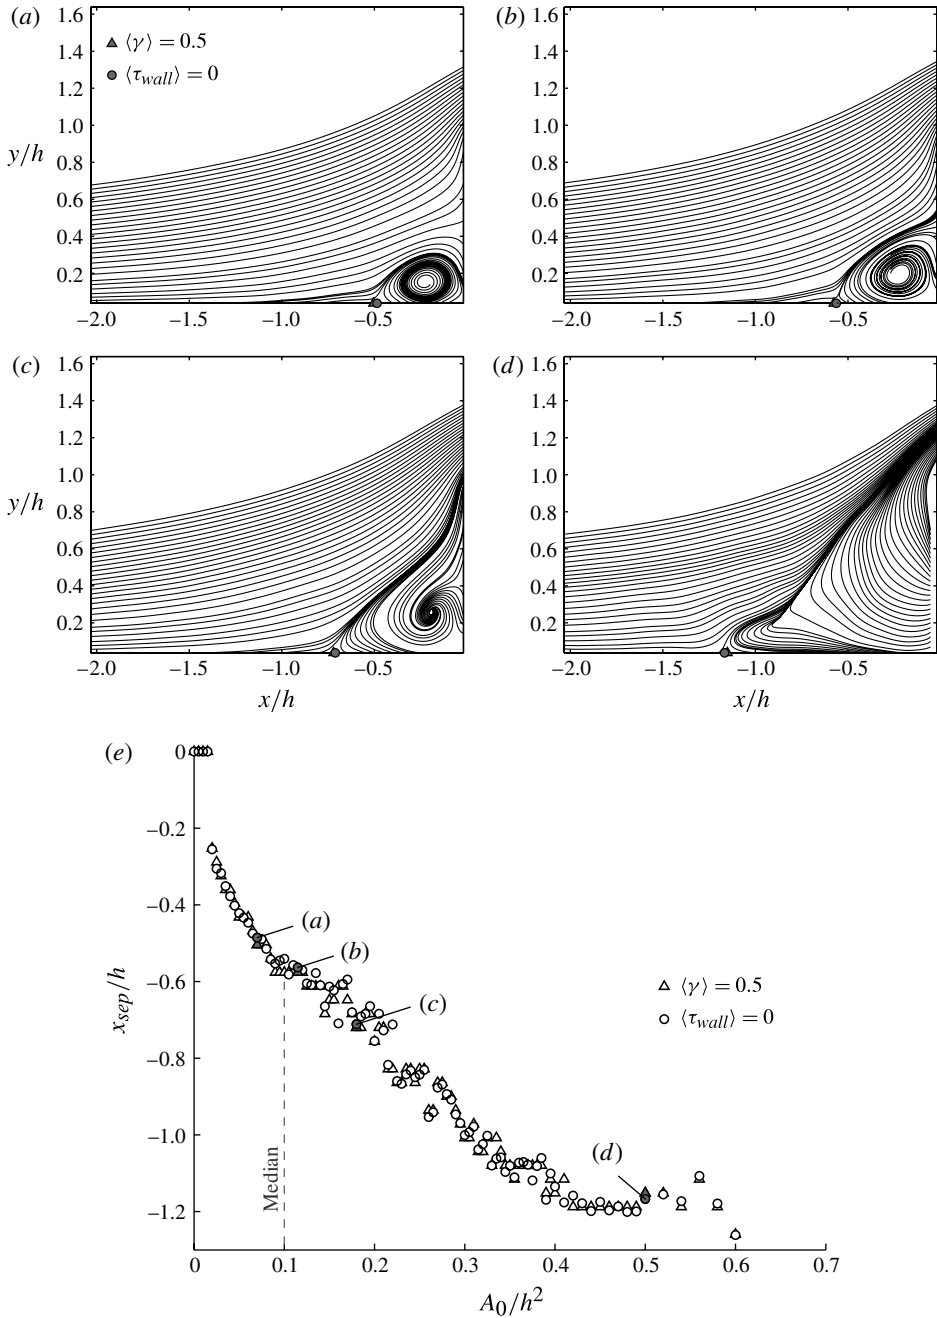 (a)
1.6
1.4
1.2
1.0
0.8
0.6
0.4
0.2
y/h
⟨γ⟩ = 0.5
⟨τwall⟩ = 0
−2.0 −1.5 −1.0 −0.5
(b)
1.6
1.4
1.2
1.0
0.8
0.6
0.4
0.2
−2.0 −1.5 −1.0 −0.5
(c)
1.6
1.4
1.2
1.0
0.8
0.6
0.4
0.2
y/h
−2.0 −1.5 −1.0 −0.5
x/h
(d)
1.6
1.4
1.2
1.0
0.8
0.6
0.4
0.2
−2.0 −1.5 −1.0 −0.5
x/h
(e)
0
−0.2
−0.4
−0.6
−0.8
−1.0
−1.2
xsep/h
(a)
(b)
(c)
(d)
⟨γ⟩ = 0.5
⟨τwall⟩ = 0
Median
0 0.1 0.2 0.3 0.4 0.5 0.6 0.7
A0/h2